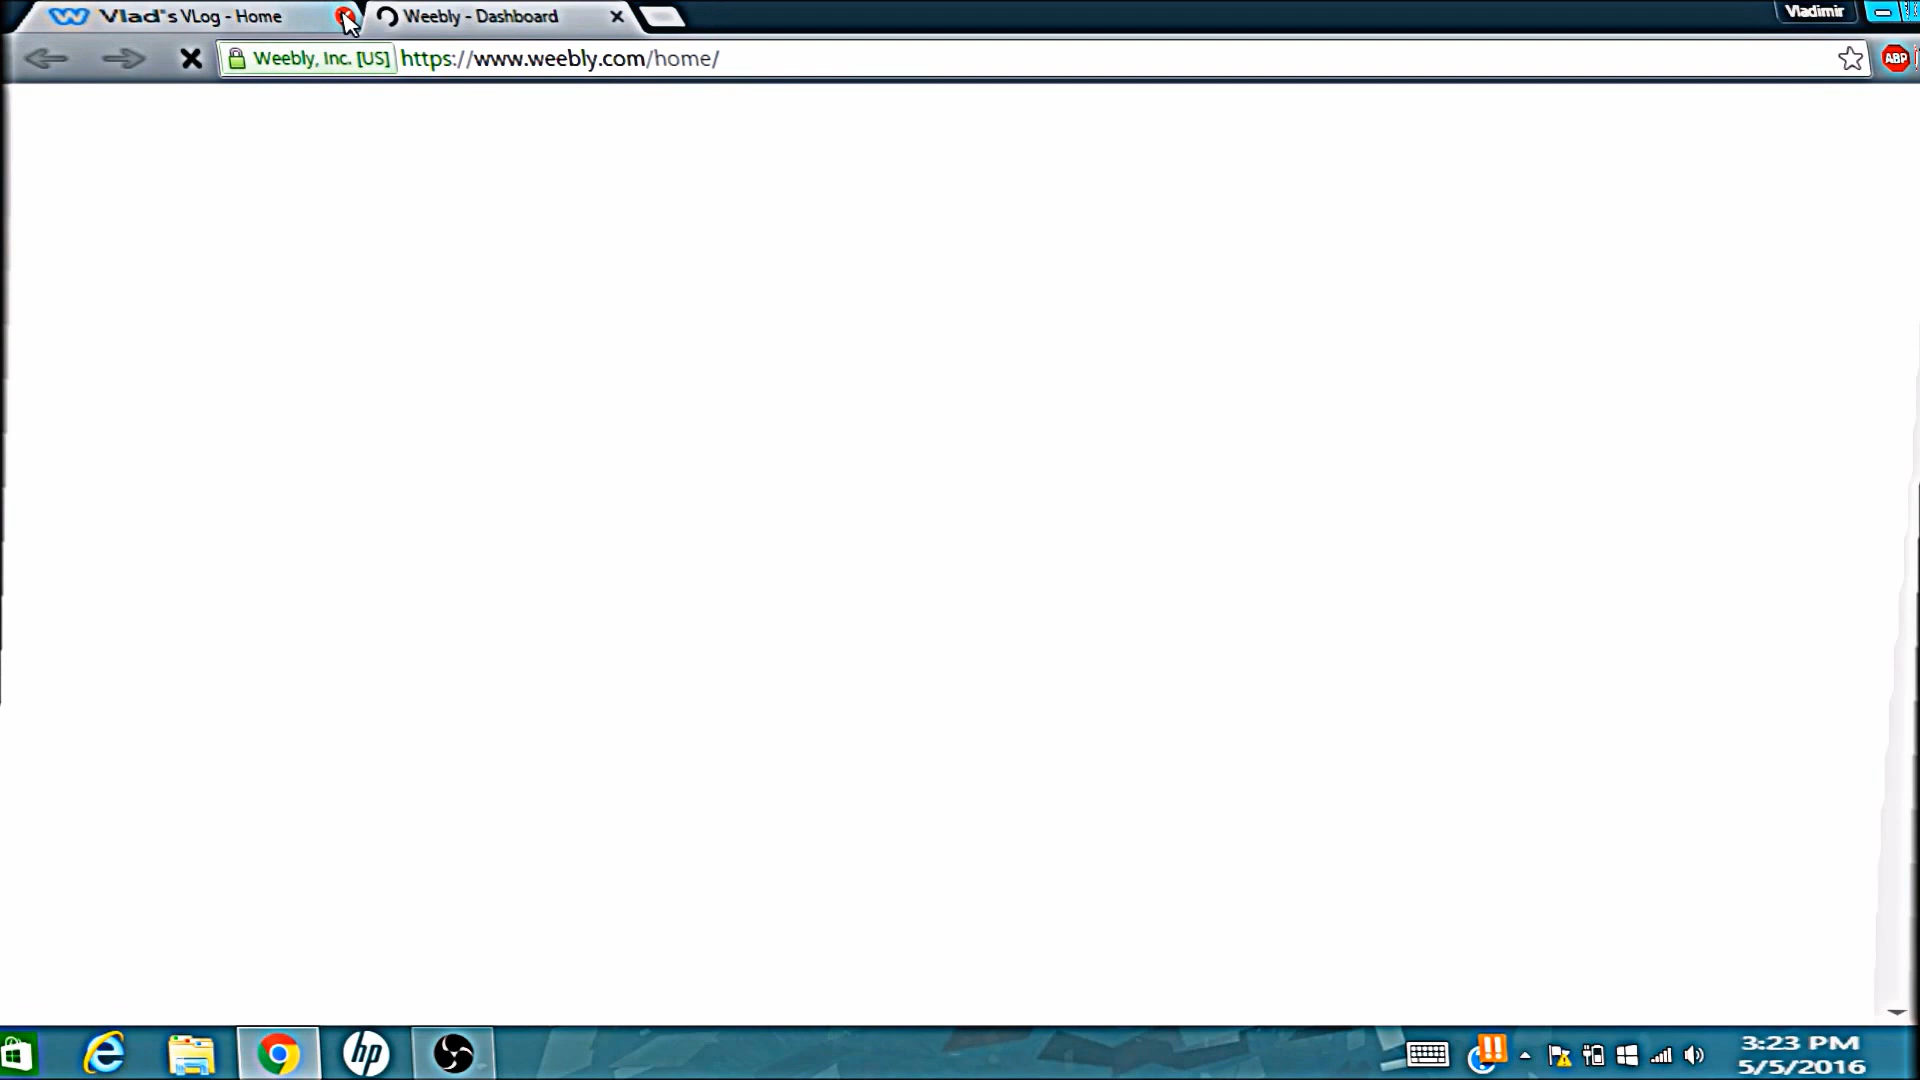 Vlad's VLog - Home
Weebly - Dashboard
Vladimir
Weebly, Inc. [US] https://www.weebly.com/home/
ABP
hp
3:23 PM
5/5/2016